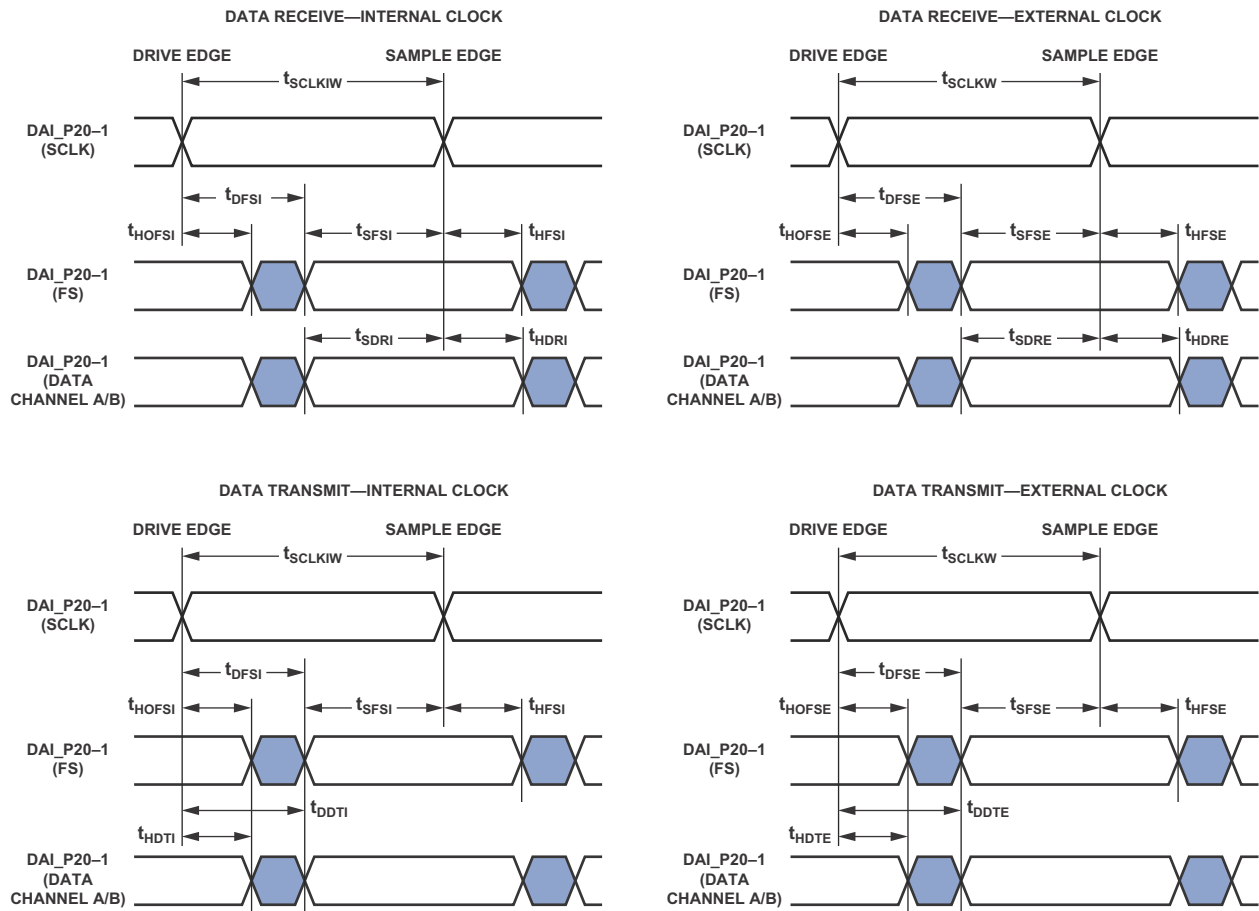 DATA RECEIVE—INTERNAL CLOCK
DRIVE EDGE
SAMPLE EDGE
tSCLKIW
DAI_P20–1
(SCLK)
tDFSI
tHOFSI
tSFSI
tHFSI
DAI_P20–1
(FS)
tSDRI
tHDRI
DAI_P20–1
(DATA
CHANNEL A/B)
DATA RECEIVE—EXTERNAL CLOCK
DRIVE EDGE
SAMPLE EDGE
tSCLKW
DAI_P20–1
(SCLK)
tDFSE
tHOFSE
tSFSE
tHFSE
DAI_P20–1
(FS)
tSDRE
tHDRE
DAI_P20–1
(DATA
CHANNEL A/B)
DATA TRANSMIT—INTERNAL CLOCK
DRIVE EDGE
SAMPLE EDGE
tSCLKIW
DAI_P20–1
(SCLK)
tDFSI
tHOFSI
tSFSI
tHFSI
DAI_P20–1
(FS)
tDDTI
tHDTI
DAI_P20–1
(DATA
CHANNEL A/B)
DATA TRANSMIT—EXTERNAL CLOCK
DRIVE EDGE
SAMPLE EDGE
tSCLKW
DAI_P20–1
(SCLK)
tDFSE
tHOFSE
tSFSE
tHFSE
DAI_P20–1
(FS)
tDDTE
tHDTE
DAI_P20–1
(DATA
CHANNEL A/B)